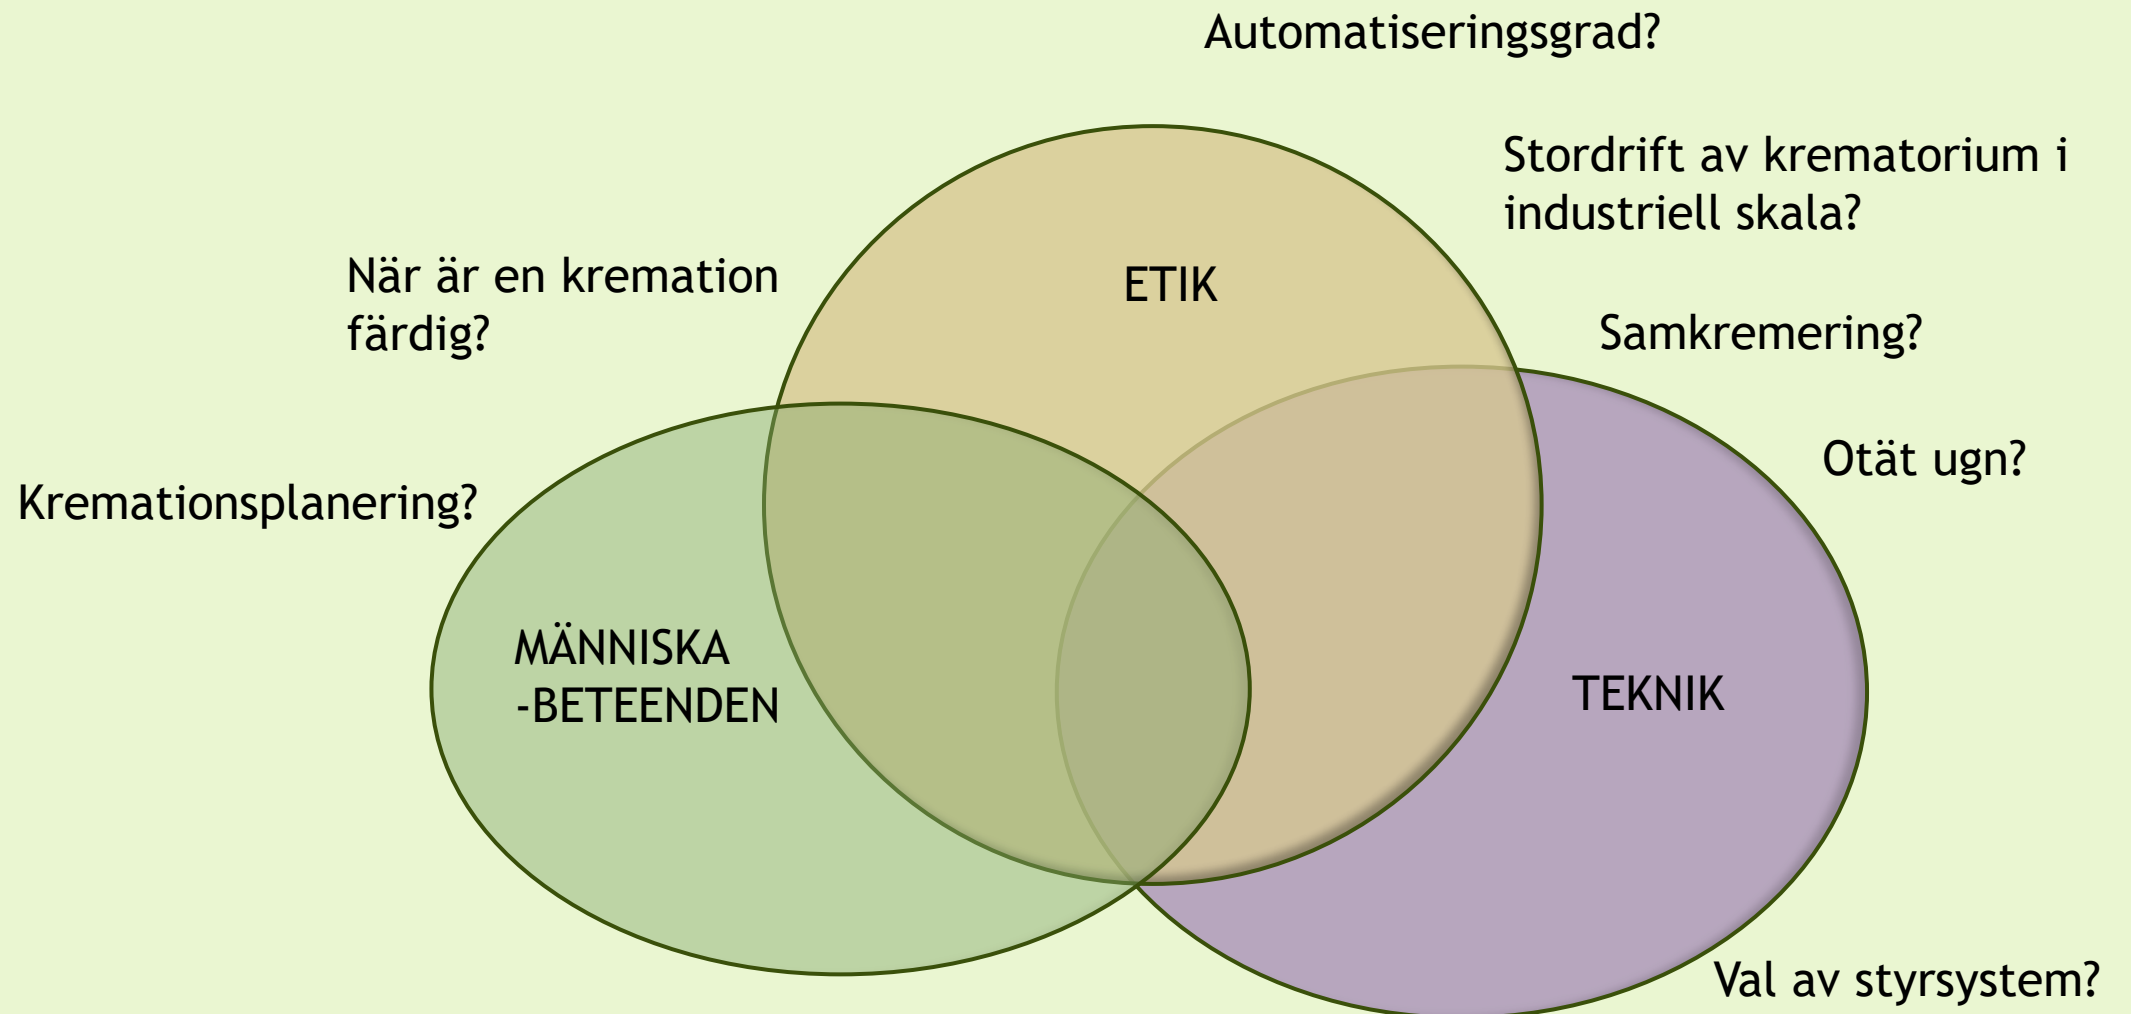 Automatiseringsgrad?
Stordrift av krematorium i
industriell skala?
När är en kremation
färdig?
ETIK
Samkremering?
Otät ugn?
Kremationsplanering?
MÄNNISKA
-BETEENDEN
TEKNIK
Val av styrsystem?